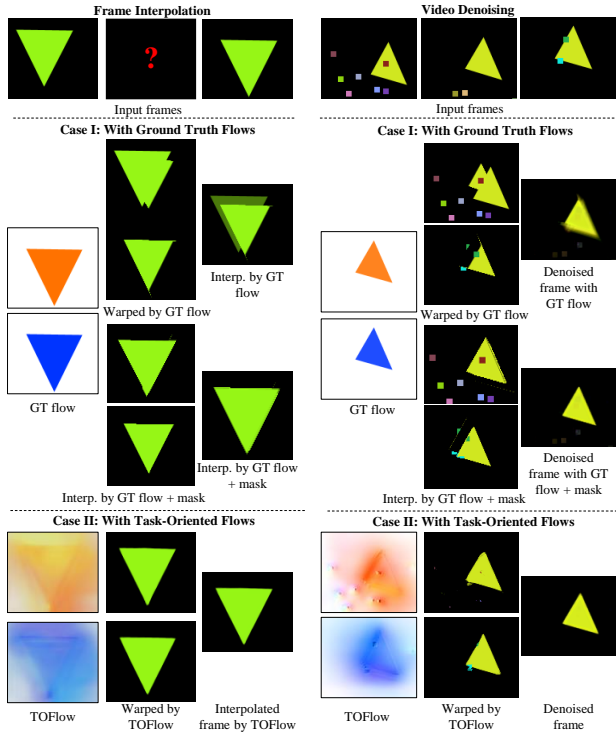 Frame Interpolation
?
Input frames
Case I: With Ground Truth Flows
Interp. by GT
flow
Warped by GT flow
GT flow
Interp. by GT flow
+ mask
Interp. by GT flow + mask
Case II: With Task-Oriented Flows
TOFlow
Warped by
TOFlow
Interpolated
frame by TOFlow
Video Denoising
Input frames
Case I: With Ground Truth Flows
Denoised
frame with
GT flow
Warped by GT flow
GT flow
Denoised
frame with GT
flow + mask
Interp. by GT flow + mask
Case II: With Task-Oriented Flows
TOFlow
Warped by
TOFlow
Denoised
frame